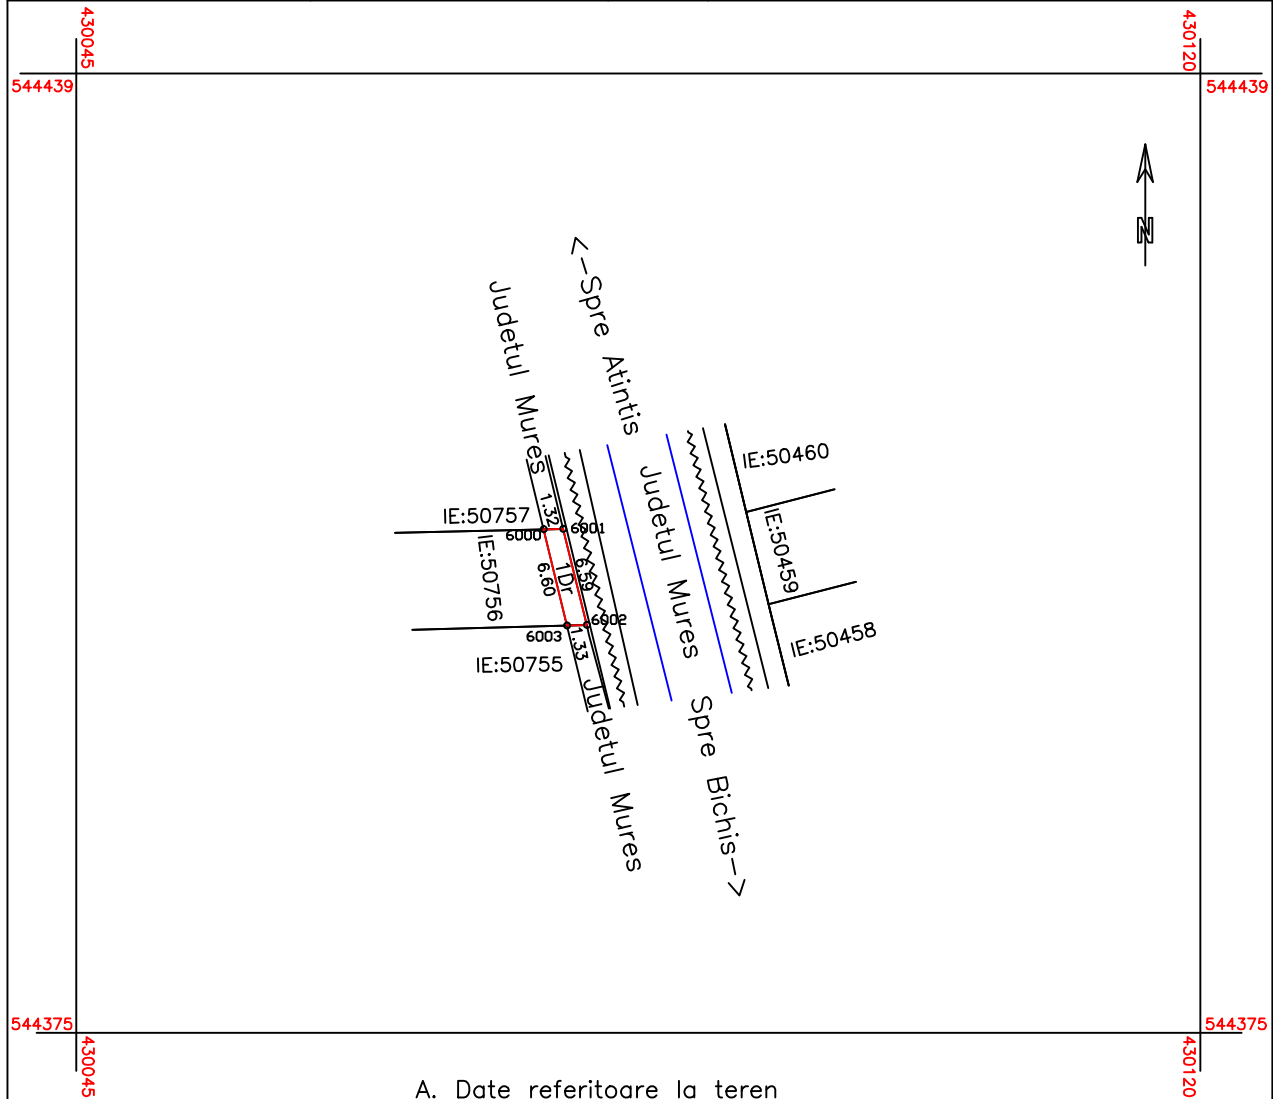 430045
430120
544439
544439
N
<--Spre Atintis
Judetul Mures
Judetul Mures
IE:50460
IE:50757
1.32
6000
6001
IE:50459
IE:50756
6.60
1Dr
6.59
6003
6002
1.33
IE:50755
IE:50458
Judetul Mures
Spre Bichis-->
544375
544375
430045
430120
A. Date referitoare la teren